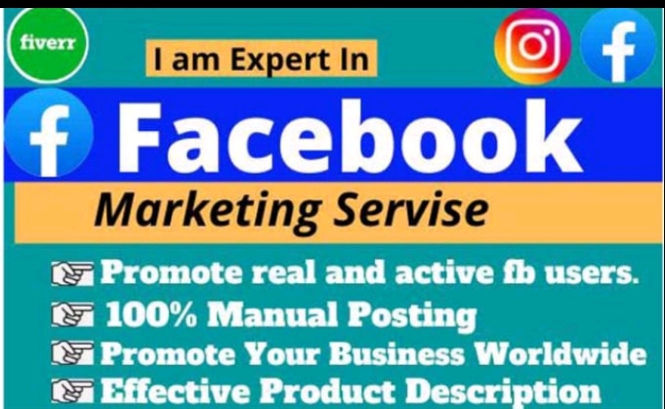 fiverr
I am Expert In
Facebook
Marketing Servise
Promote real and active fb users.
100% Manual Posting
Promote Your Business Worldwide
Effective Product Description